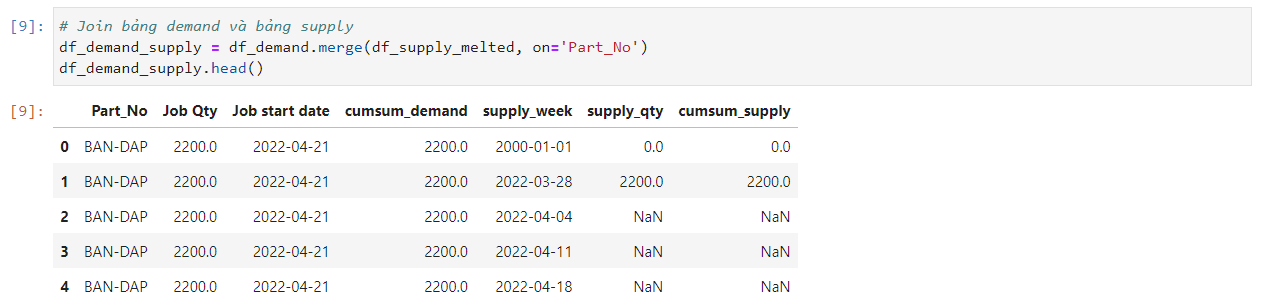 [9]: # Join bảng demand và bảng supply
df_demand_supply = df_demand.merge(df_supply_melted, on='Part_No')
df_demand_supply.head()
[9]: Part_No Job Qty Job start date cumsum_demand supply_week supply_qty cumsum_supply
0 BAN-DAP 2200.0 2022-04-21 2200.0 2000-01-01 0.0 0.0
1 BAN-DAP 2200.0 2022-04-21 2200.0 2022-03-28 2200.0 2200.0
2 BAN-DAP 2200.0 2022-04-21 2200.0 2022-04-04 NaN NaN
3 BAN-DAP 2200.0 2022-04-21 2200.0 2022-04-11 NaN NaN
4 BAN-DAP 2200.0 2022-04-21 2200.0 2022-04-18 NaN NaN